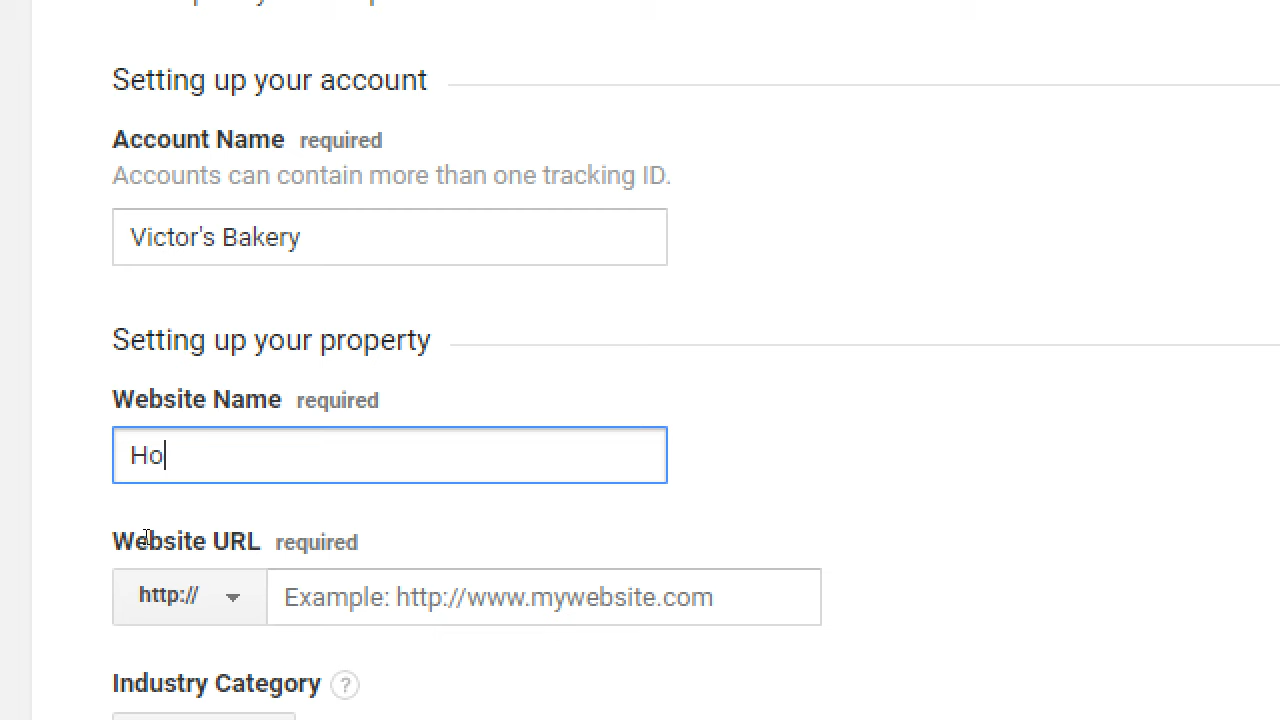 Setting up your account
Account Name required
Accounts can contain more than one tracking ID.
Victor's Bakery
Setting up your property
Website Name required
Ho
Website URL required
http:// Example: http://www.mywebsite.com
Industry Category ?